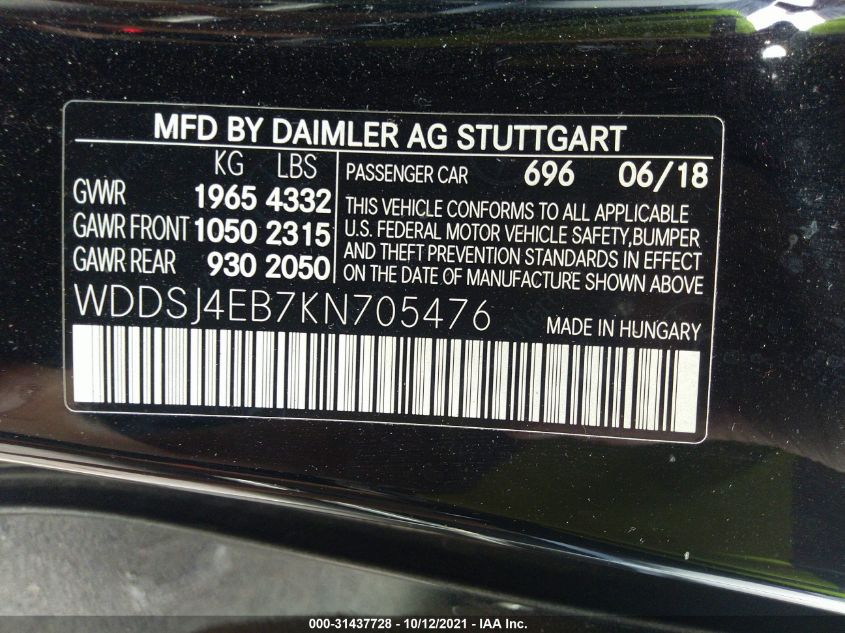 MFD BY DAIMLER AG STUTTGART
KG LBS
GVWR 1965 4332
GAWR FRONT 1050 2315
GAWR REAR 930 2050
PASSENGER CAR 696 06/18
THIS VEHICLE CONFORMS TO ALL APPLICABLE
U.S. FEDERAL MOTOR VEHICLE SAFETY,BUMPER
AND THEFT PREVENTION STANDARDS IN EFFECT
ON THE DATE OF MANUFACTURE SHOWN ABOVE
WDDSJ4EB7KN705476
MADE IN HUNGARY
000-31437728 - 10/12/2021 - IAA Inc.